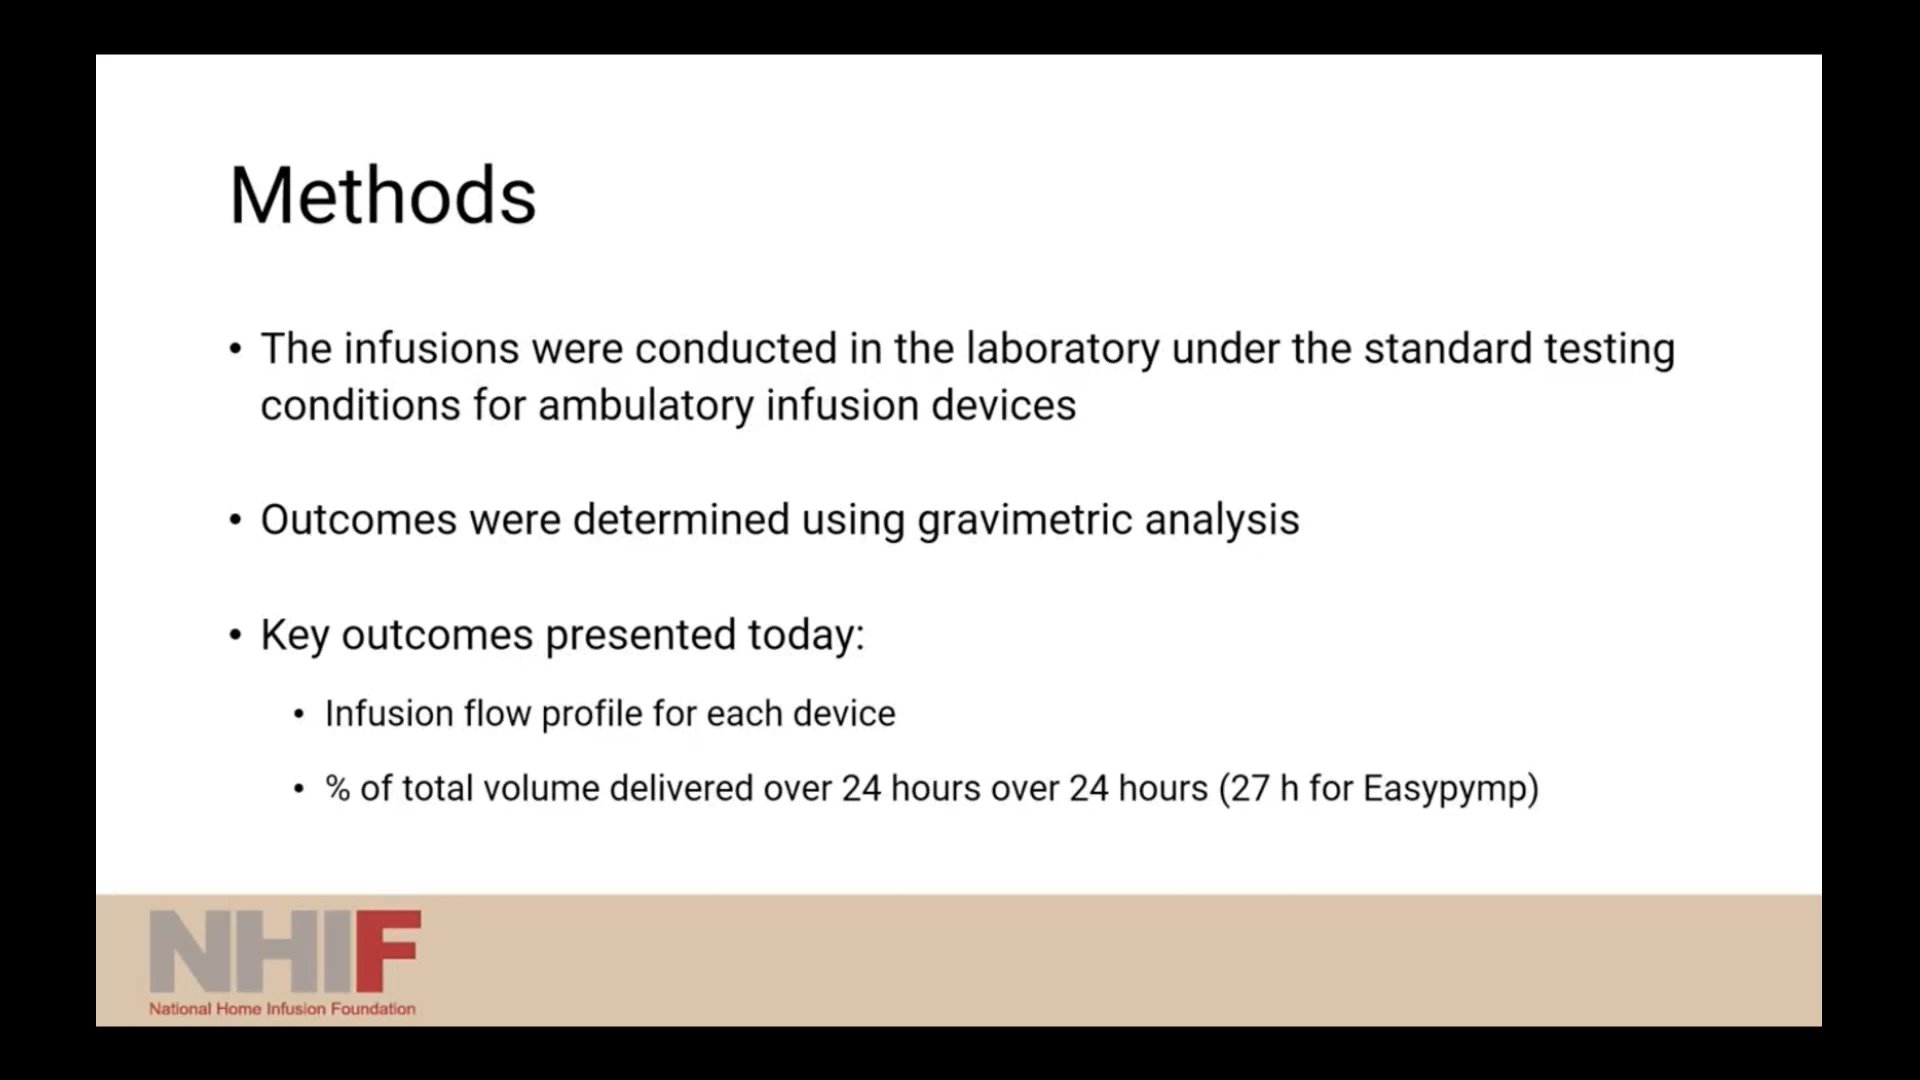 Methods
• The infusions were conducted in the laboratory under the standard testing
conditions for ambulatory infusion devices
• Outcomes were determined using gravimetric analysis
• Key outcomes presented today:
• Infusion flow profile for each device
• % of total volume delivered over 24 hours over 24 hours (27 h for Easypymp)
NHIF
National Home Infusion Foundation